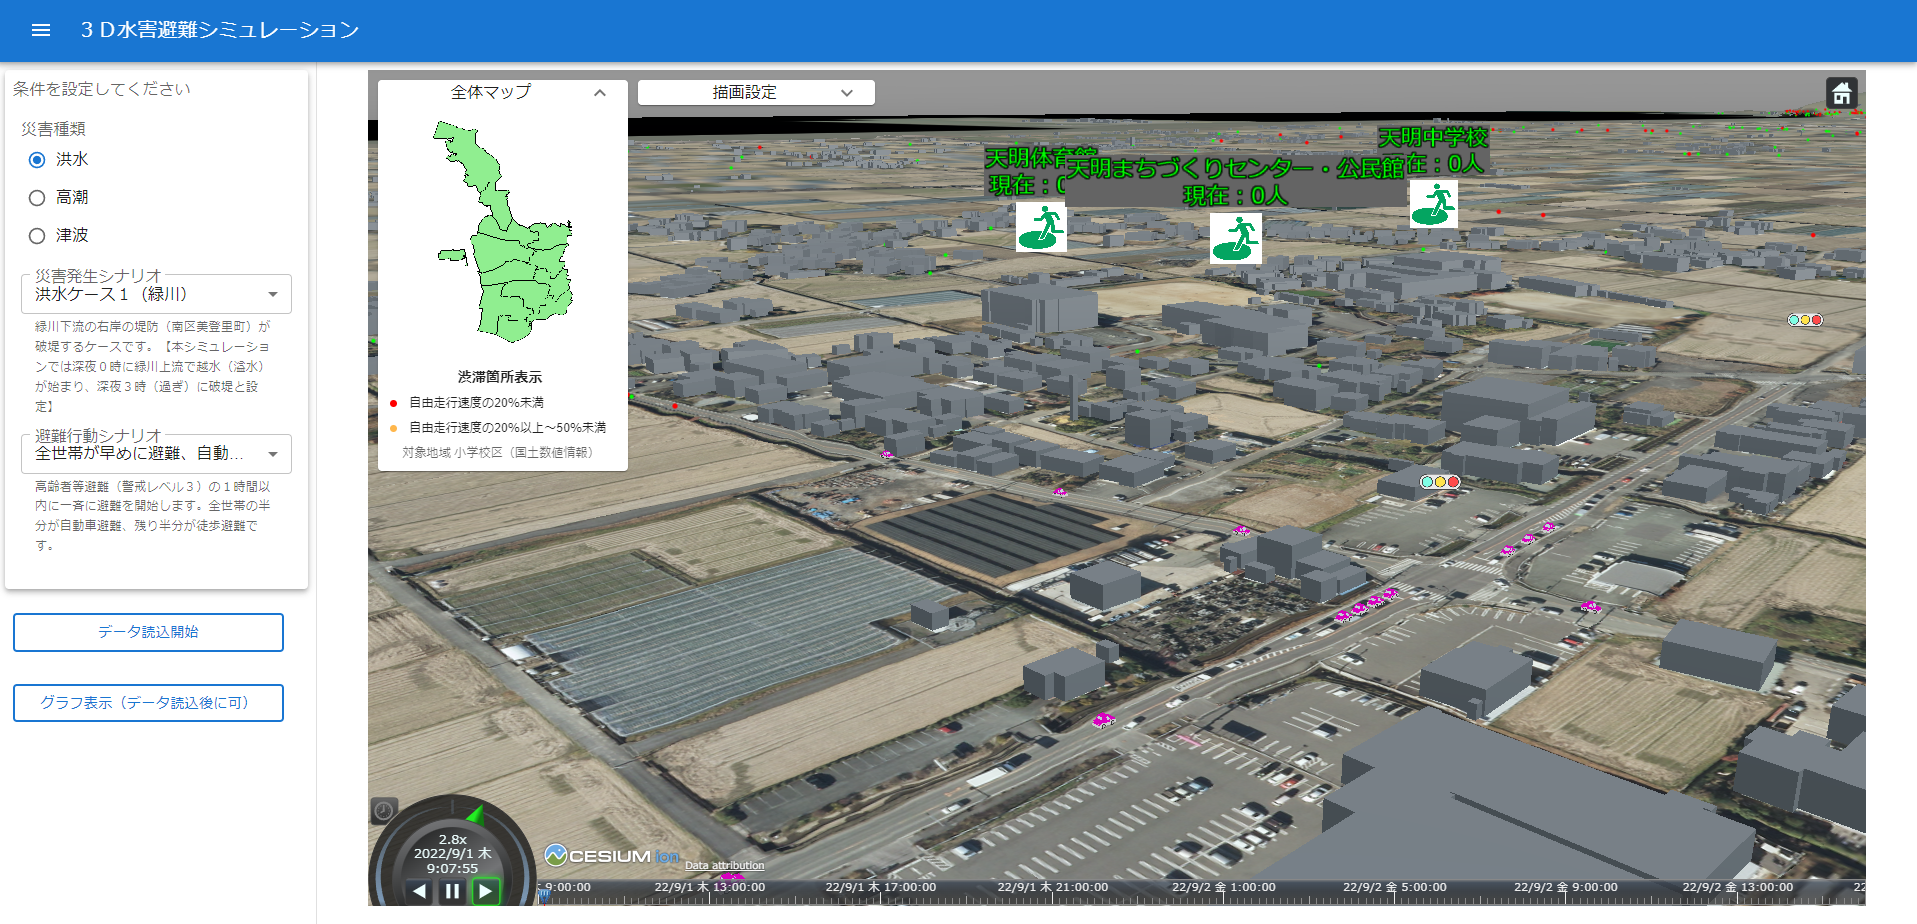 ３Ｄ水害避難シミュレーション
条件を設定してください
災害種類
洪水
高潮
津波
災害発生シナリオ
洪水ケース１（緑川）
緑川下流の右岸の堤防（南区美登里町）が
破堤するケースです。【本シミュレーショ
ンでは深夜０時に緑川上流で越水（溢水）
が始まり、深夜３時（過ぎ）に破堤と設
定】
避難行動シナリオ
全世帯が早めに避難、自動...
高齢者等避難（警戒レベル３）の１時間以
内に一斉に避難を開始します。全世帯の半
分が自動車避難、残り半分が徒歩避難で
す。
データ読込開始
グラフ表示（データ読込後に可）
全体マップ
描画設定
渋滞箇所表示
自由走行速度の20%未満
自由走行速度の20%以上～50%未満
対象地域 小学校区（国土数値情報）
天明体育館
現在：0
天明まちづくりセンター・公民館
現在：0人
天明中学校
在：0人
2.8x
2022/9/1 木
9:07:55
CESIUM ion
Data attribution
9:00:00
22/9/1 木 13:00:00
22/9/1 木 17:00:00
22/9/1 木 21:00:00
22/9/2 金 1:00:00
22/9/2 金 5:00:00
22/9/2 金 9:00:00
22/9/2 金 13:00:00
22